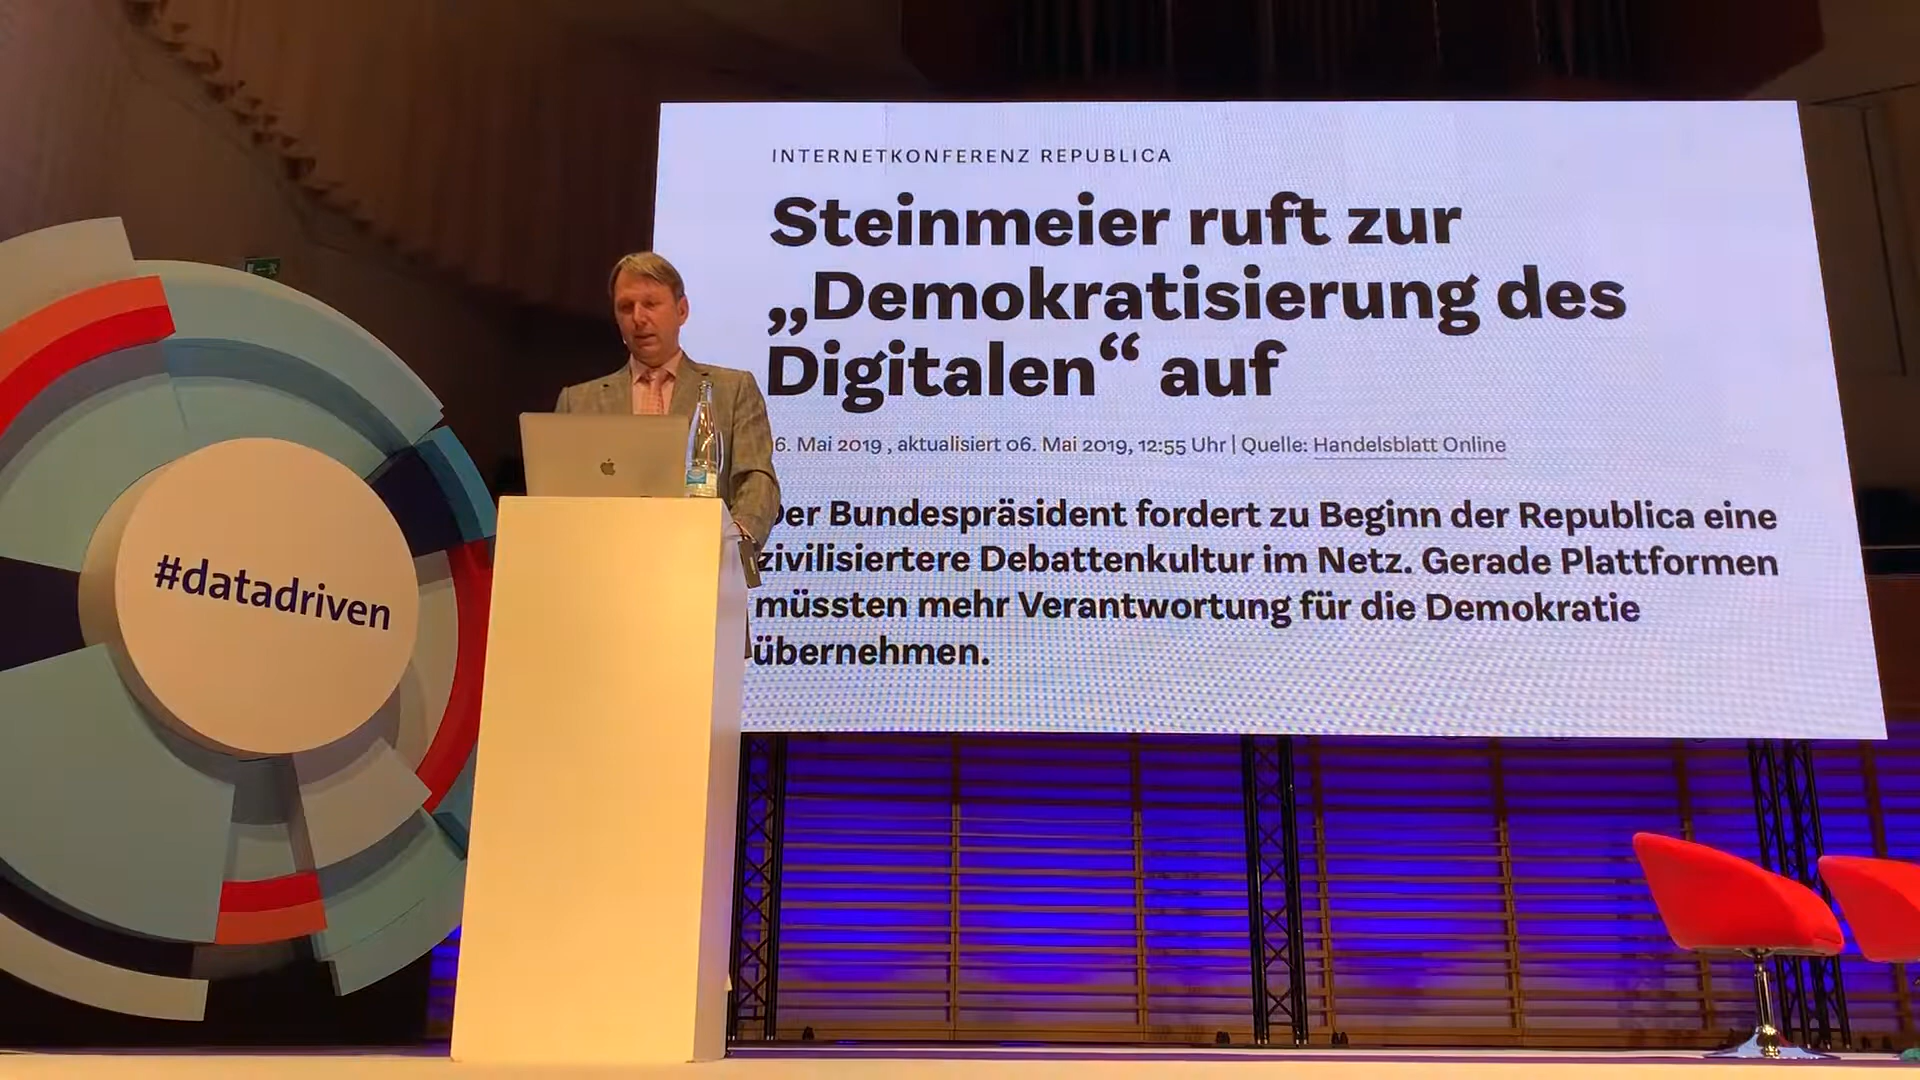 INTERNETKONFERENZ REPUBLICA
Steinmeier ruft zur
„Demokratisierung des
Digitalen“ auf
6. Mai 2019 , aktualisiert 06. Mai 2019, 12:55 Uhr | Quelle: Handelsblatt Online
Der Bundespräsident fordert zu Beginn der Republica eine
zivilisiertere Debattenkultur im Netz. Gerade Plattformen
müssten mehr Verantwortung für die Demokratie
übernehmen.
#datadriven